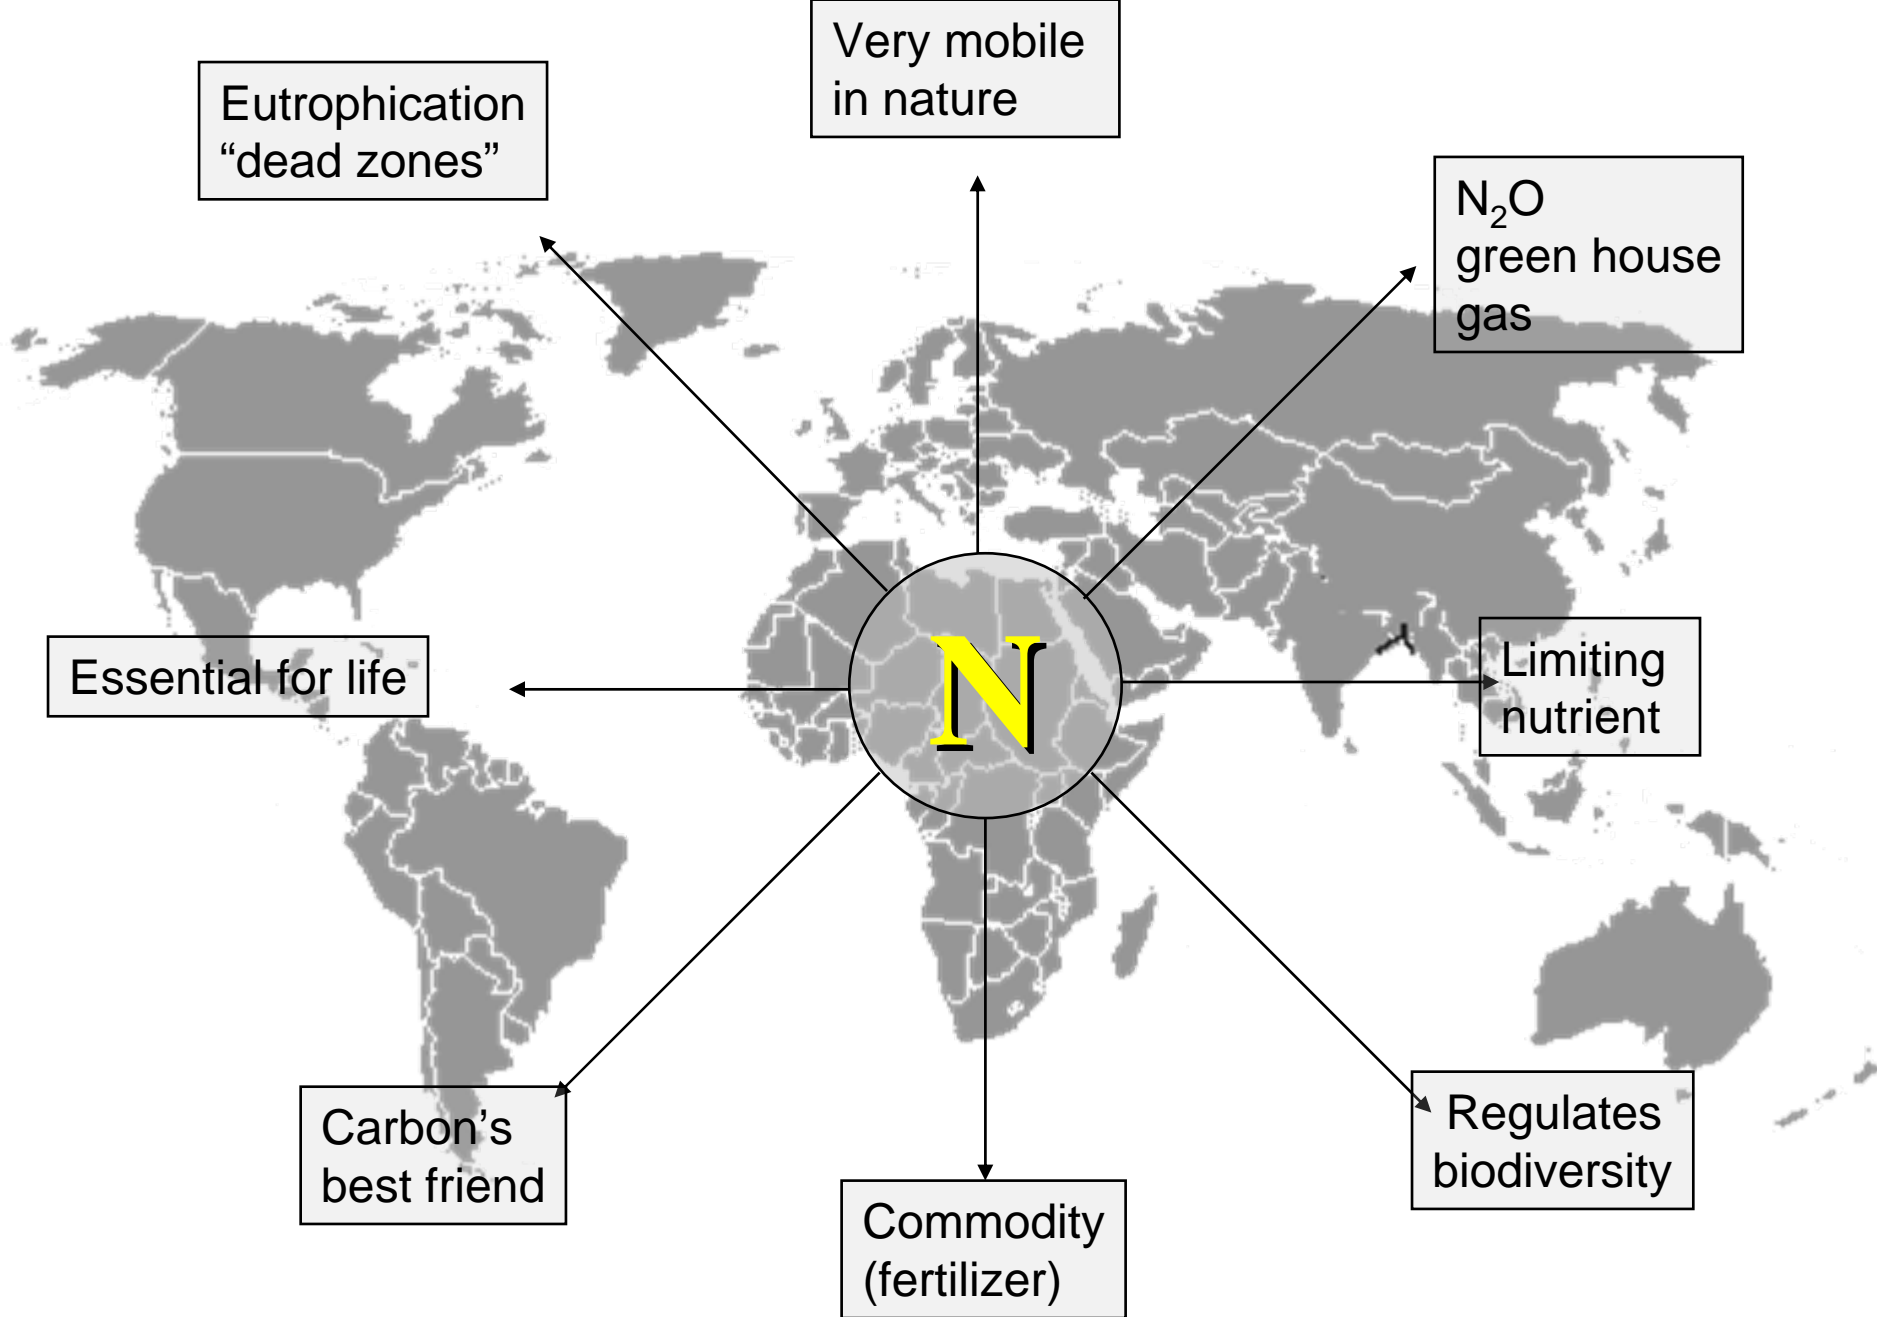 Very mobile
in nature
Eutrophication
“dead zones”
N₂O
green house
gas
Essential for life
N
Limiting
nutrient
Carbon’s
best friend
Regulates
biodiversity
Commodity
(fertilizer)